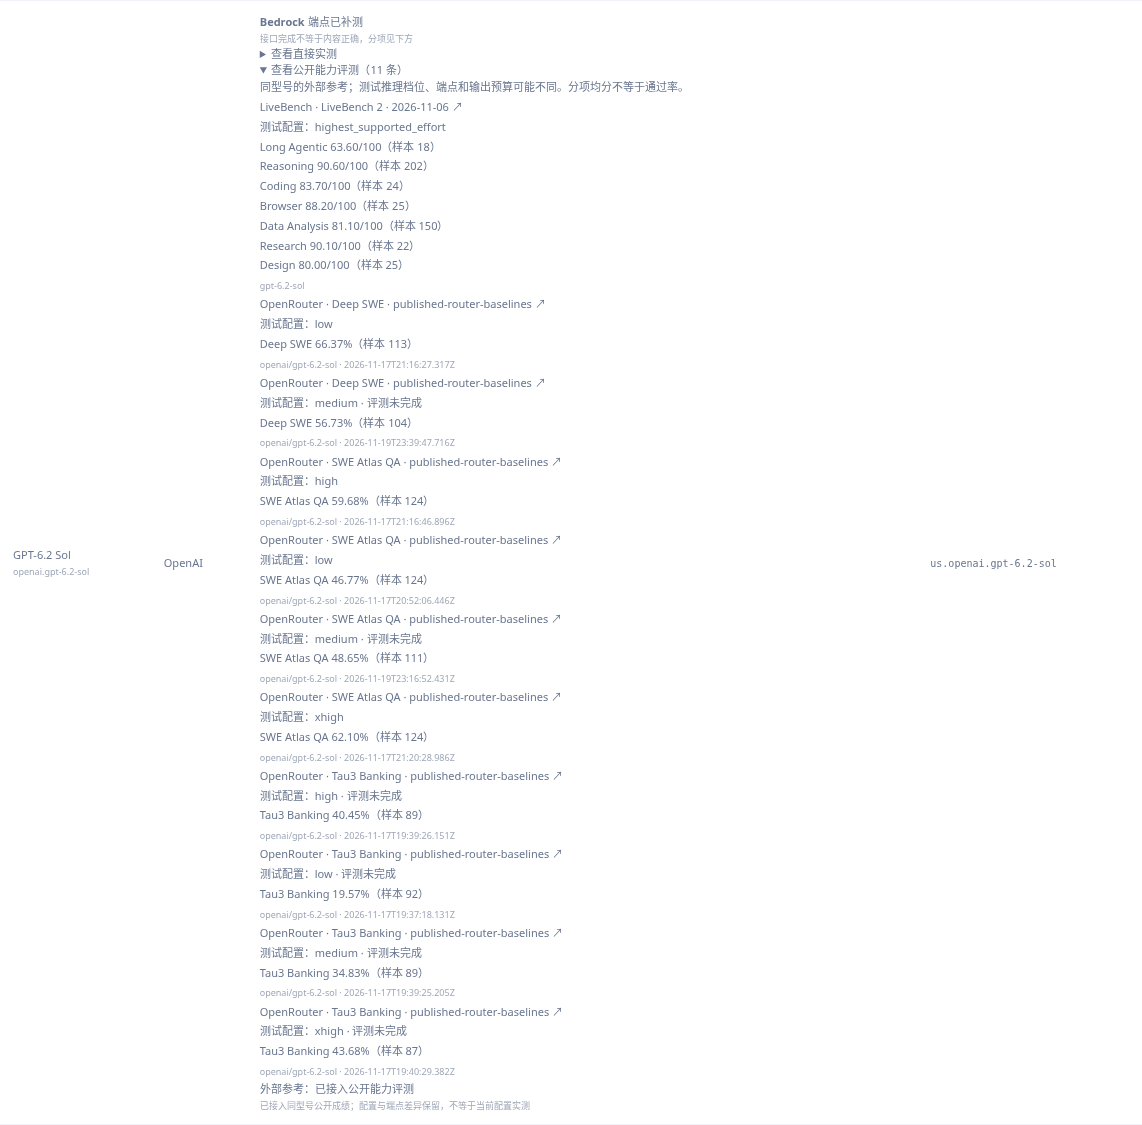 Bedrock 端点已补测
接口完成不等于内容正确，分项见下方
▶ 查看直接实测
▼ 查看公开能力评测（11 条）
同型号的外部参考；测试推理档位、端点和输出预算可能不同。分项均分不等于通过率。
LiveBench · LiveBench 2 · 2026-11-06 ↗
测试配置：highest_supported_effort
Long Agentic 63.60/100（样本 18）
Reasoning 90.60/100（样本 202）
Coding 83.70/100（样本 24）
Browser 88.20/100（样本 25）
Data Analysis 81.10/100（样本 150）
Research 90.10/100（样本 22）
Design 80.00/100（样本 25）
gpt-6.2-sol
OpenRouter · Deep SWE · published-router-baselines ↗
测试配置：low
Deep SWE 66.37%（样本 113）
openai/gpt-6.2-sol · 2026-11-17T21:16:27.317Z
OpenRouter · Deep SWE · published-router-baselines ↗
测试配置：medium · 评测未完成
Deep SWE 56.73%（样本 104）
openai/gpt-6.2-sol · 2026-11-19T23:39:47.716Z
OpenRouter · SWE Atlas QA · published-router-baselines ↗
测试配置：high
SWE Atlas QA 59.68%（样本 124）
openai/gpt-6.2-sol · 2026-11-17T21:16:46.896Z
OpenRouter · SWE Atlas QA · published-router-baselines ↗
GPT-6.2 Sol
openai.gpt-6.2-sol
OpenAI
测试配置：low
us.openai.gpt-6.2-sol
SWE Atlas QA 46.77%（样本 124）
openai/gpt-6.2-sol · 2026-11-17T20:52:06.446Z
OpenRouter · SWE Atlas QA · published-router-baselines ↗
测试配置：medium · 评测未完成
SWE Atlas QA 48.65%（样本 111）
openai/gpt-6.2-sol · 2026-11-19T23:16:52.431Z
OpenRouter · SWE Atlas QA · published-router-baselines ↗
测试配置：xhigh
SWE Atlas QA 62.10%（样本 124）
openai/gpt-6.2-sol · 2026-11-17T21:20:28.986Z
OpenRouter · Tau3 Banking · published-router-baselines ↗
测试配置：high · 评测未完成
Tau3 Banking 40.45%（样本 89）
openai/gpt-6.2-sol · 2026-11-17T19:39:26.151Z
OpenRouter · Tau3 Banking · published-router-baselines ↗
测试配置：low · 评测未完成
Tau3 Banking 19.57%（样本 92）
openai/gpt-6.2-sol · 2026-11-17T19:37:18.131Z
OpenRouter · Tau3 Banking · published-router-baselines ↗
测试配置：medium · 评测未完成
Tau3 Banking 34.83%（样本 89）
openai/gpt-6.2-sol · 2026-11-17T19:39:25.205Z
OpenRouter · Tau3 Banking · published-router-baselines ↗
测试配置：xhigh · 评测未完成
Tau3 Banking 43.68%（样本 87）
openai/gpt-6.2-sol · 2026-11-17T19:40:29.382Z
外部参考：已接入公开能力评测
已接入同型号公开成绩；配置与端点差异保留，不等于当前配置实测